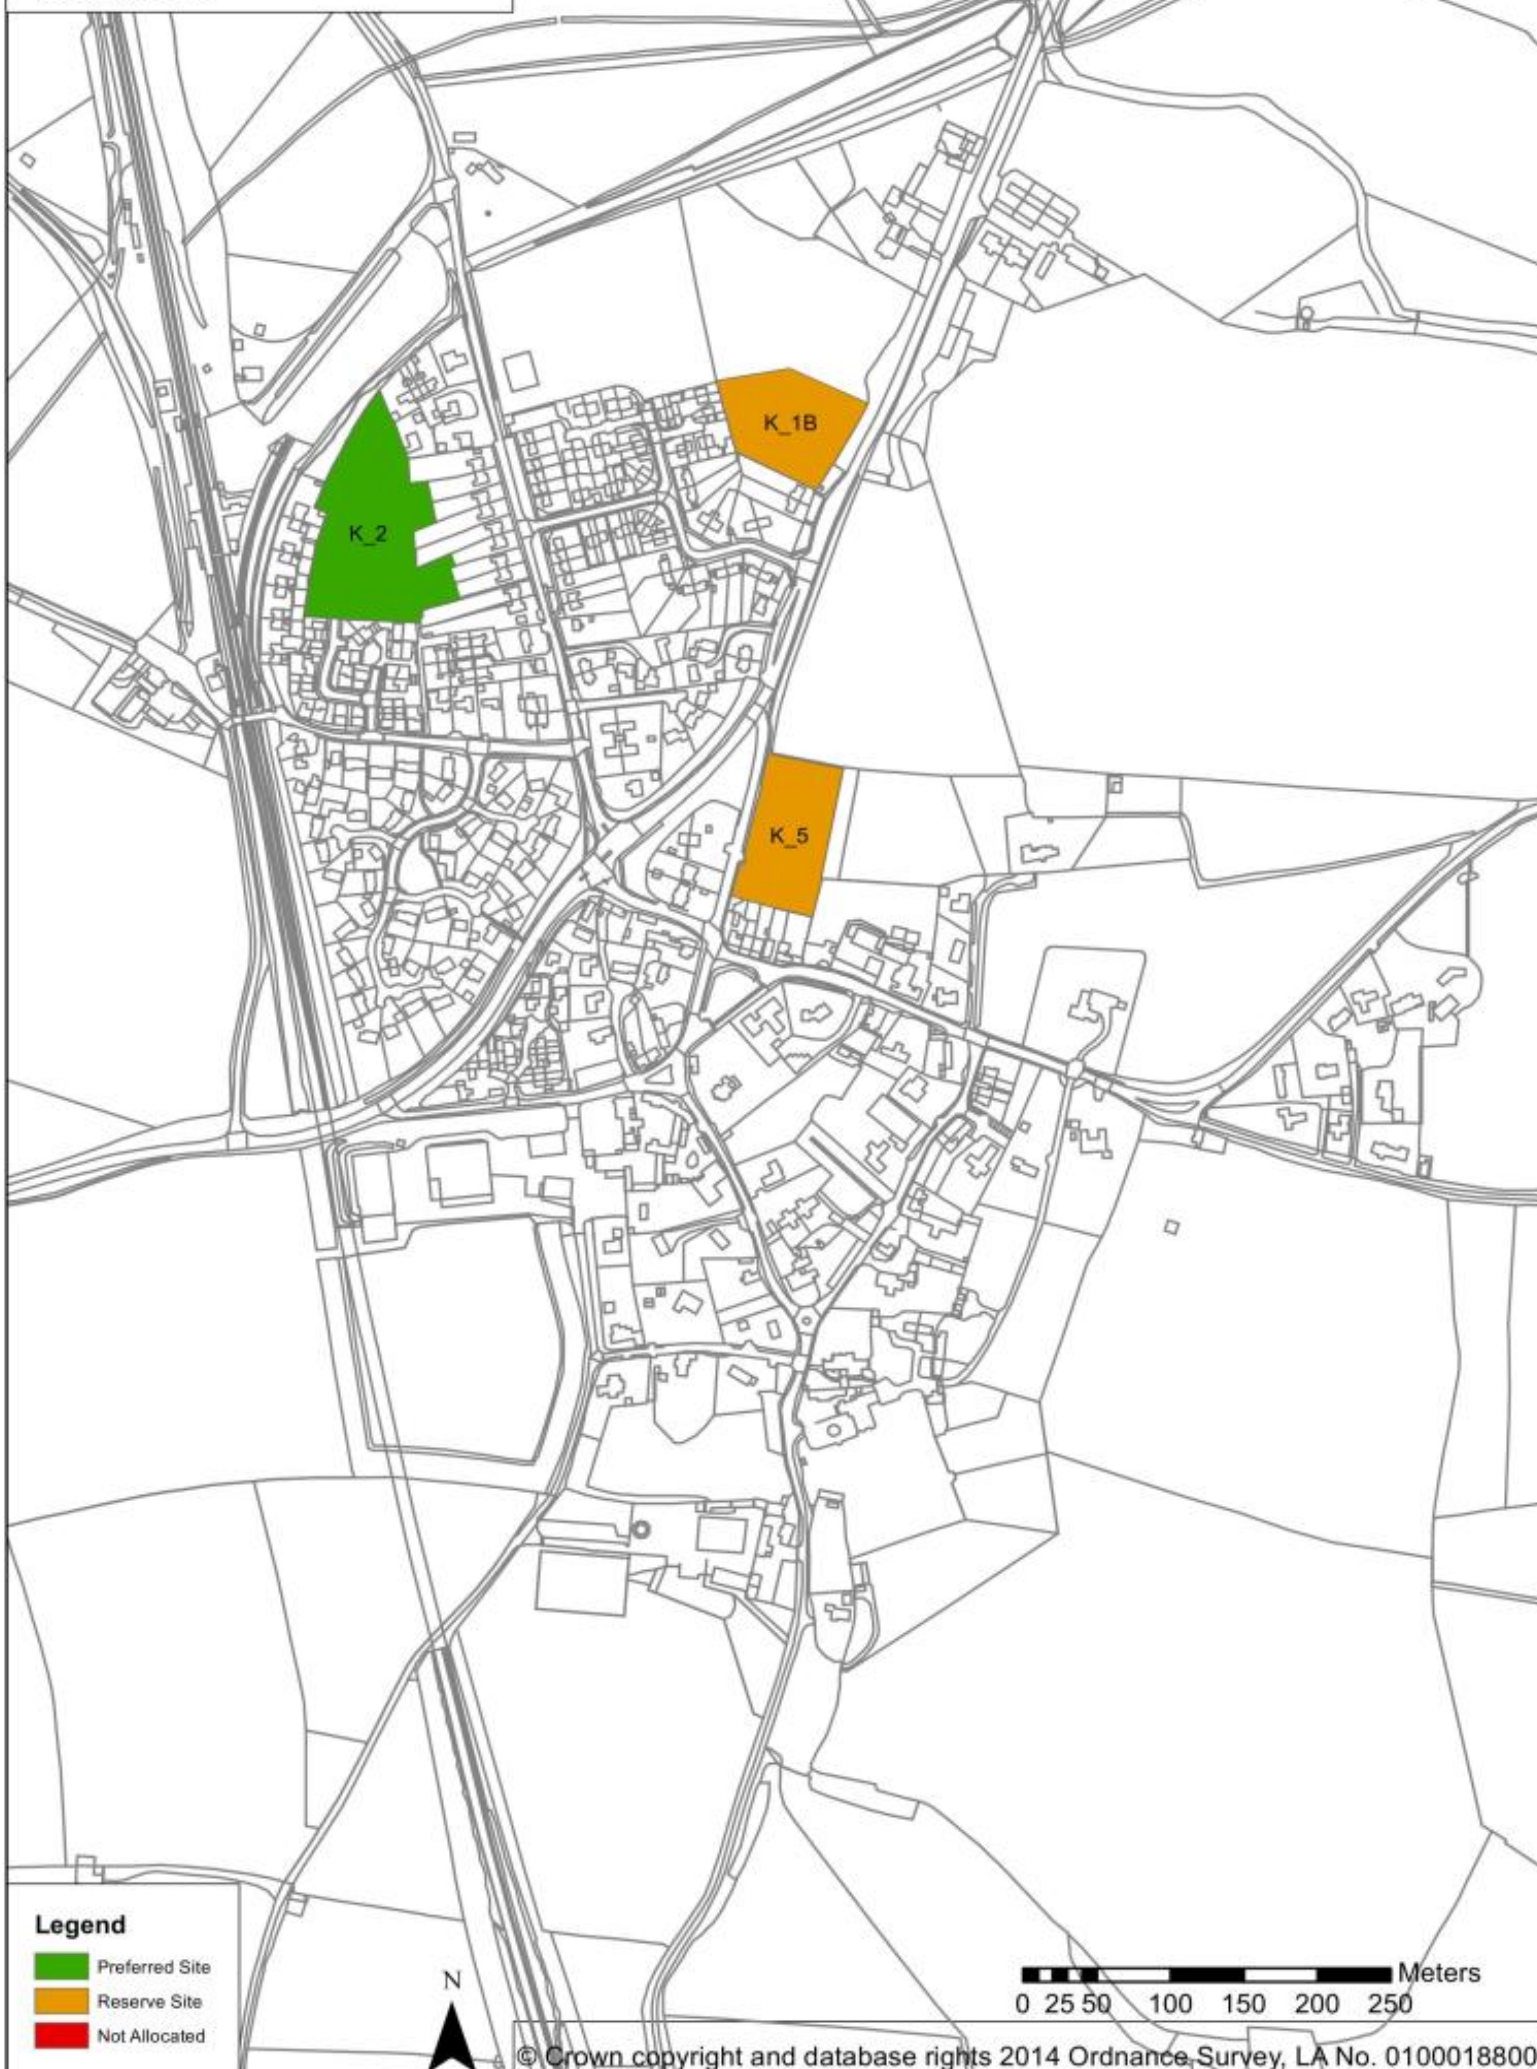 K_1B
K_2
K_5
Legend
Preferred Site
Reserve Site
Not Allocated
N
Meters
0 25 50 100 150 200 250
© Crown copyright and database rights 2014 Ordnance Survey, LA No. 0100018800